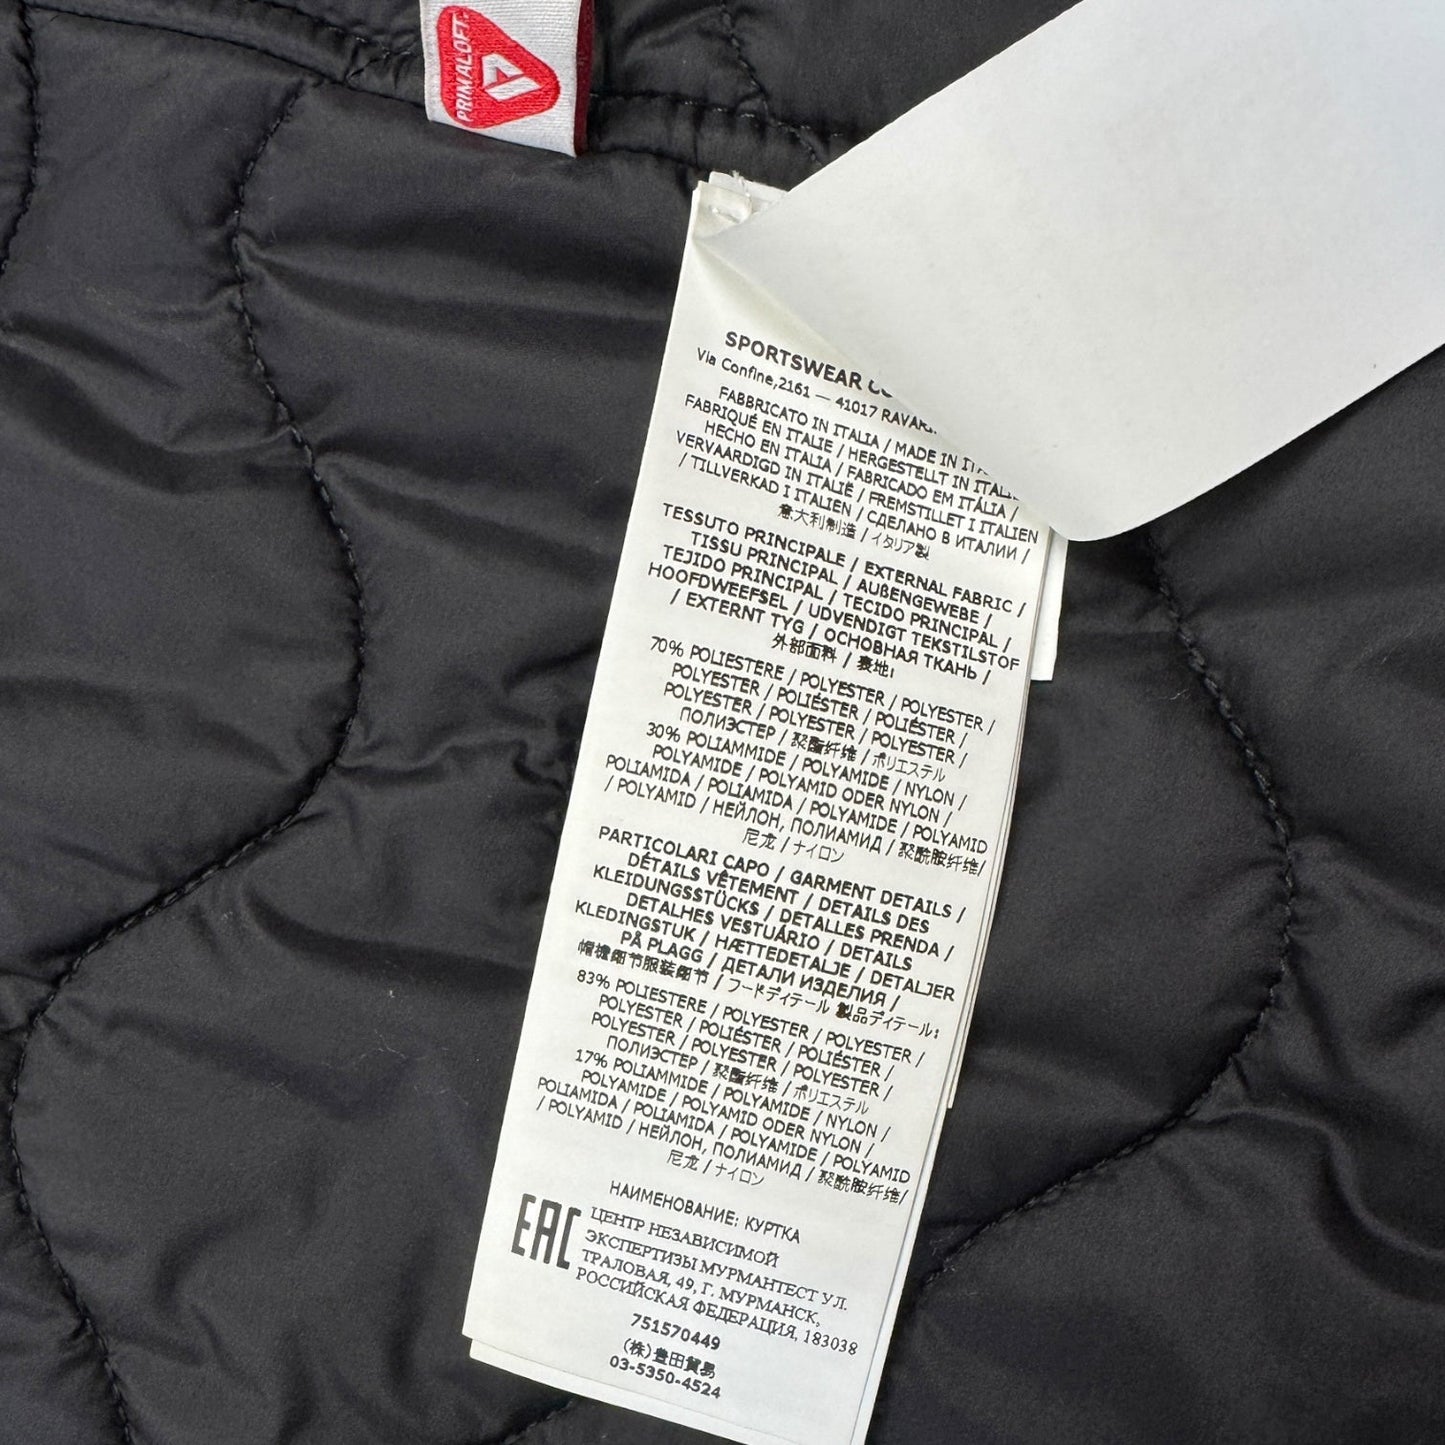 PRIMALOFT
SPORTSWEAR
Via Confine,2161 — 41017
FABBRICATO IN ITALIA / MADE IN
FABRIQUÉ EN ITALIE / HERGESTELLT IN
HECHO EN ITALIA / FABRICADO EM ITÁLIA /
VERVAARDIGD IN ITALIË / FREMSTILLET I ITALIEN
/ TILLVERKAD I ITALIEN / СДЕЛАНО В ИТАЛИИ /
意大利制造 / イタリア製
TESSUTO PRINCIPALE / EXTERNAL FABRIC /
TISSU PRINCIPAL / AUßENGEWEBE /
TEJIDO PRINCIPAL / TECIDO PRINCIPAL /
HOOFDWEEFSEL / UDVENDIGT TEKSTILSTOF
/ EXTERNT TYG / ОСНОВНАЯ ТКАНЬ /
外部面料 / 表地:
70% POLIESTERE / POLYESTER / POLYESTER /
POLYESTER / POLIÉSTER / POLIÉSTER /
POLYESTER / POLYESTER / POLYESTER /
ПОЛИЭСТЕР / 聚酯纤维 / ポリエステル
30% POLIAMMIDE / POLYAMIDE / NYLON /
POLYAMIDE / POLYAMID ODER NYLON /
POLIAMIDA / POLIAMIDA / POLYAMIDE / POLYAMID
/ POLYAMID / НЕЙЛОН, ПОЛИАМИД / 聚酰胺纤维/
尼龙 / ナイロン
PARTICOLARI CAPO / GARMENT DETAILS /
DÉTAILS VÊTEMENT / DETAILS DES
KLEIDUNGSSTÜCKS / DETALLES PRENDA /
DETALHES VESTUÁRIO / DETAILS
KLEDINGSTUK / HÆTTEDETALJE / DETALJER
PÅ PLAGG / ДЕТАЛИ ИЗДЕЛИЯ /
帽檐细节服装细节 / フードディテール 製品ディテール:
83% POLIESTERE / POLYESTER / POLYESTER /
POLYESTER / POLIÉSTER / POLIÉSTER /
POLYESTER / POLYESTER / POLYESTER /
ПОЛИЭСТЕР / 聚酯纤维 / ポリエステル
17% POLIAMMIDE / POLYAMIDE / NYLON /
POLYAMIDE / POLYAMID ODER NYLON /
POLIAMIDA / POLIAMIDA / POLYAMIDE / POLYAMID
/ POLYAMID / НЕЙЛОН, ПОЛИАМИД / 聚酰胺纤维/
尼龙 / ナイロン
НАИМЕНОВАНИЕ: КУРТКА
EAC
ЦЕНТР НЕЗАВИСИМОЙ
ЭКСПЕРТИЗЫ МУРМАНТЕСТ УЛ.
ТРАЛОВАЯ, 49, Г. МУРМАНСК,
РОССИЙСКАЯ ФЕДЕРАЦИЯ, 183038
751570449
(株)豊田貿易
03-5350-4524